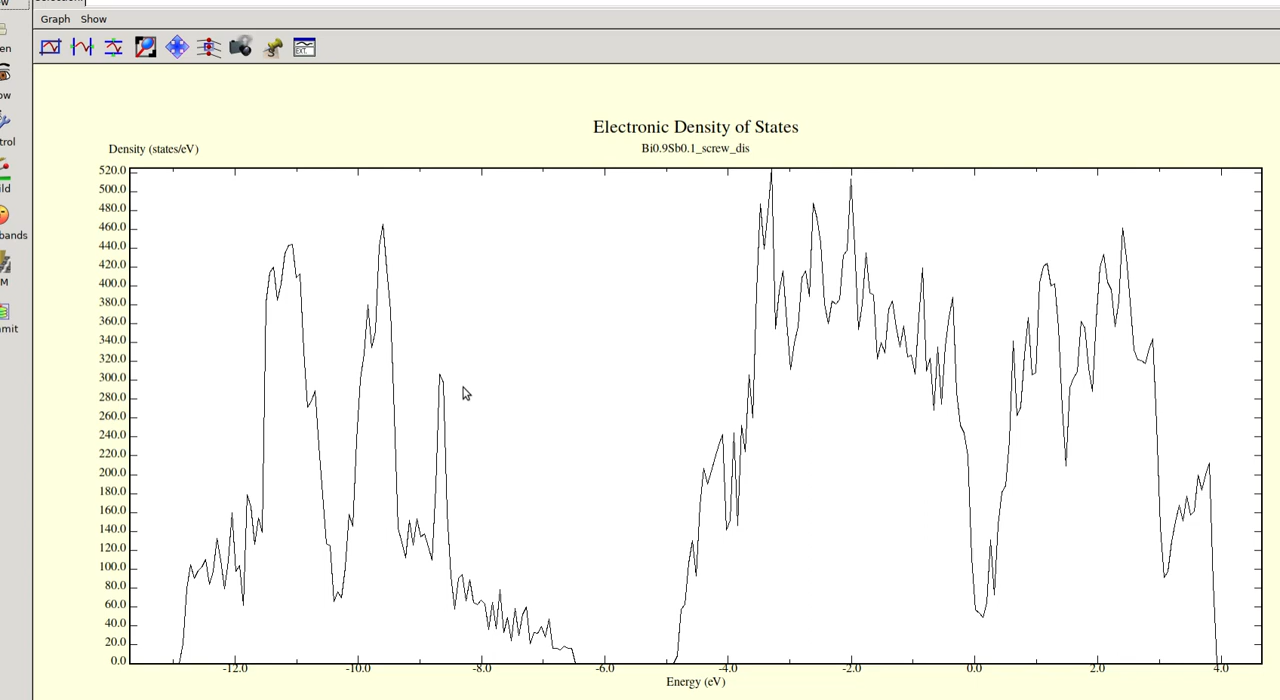 Graph Show
en
ow
trol
EXT.
ild
bands
M
mit
Electronic Density of States
Density (states/eV)
Bi0.9Sb0.1_screw_dis
520.0
500.0
480.0
460.0
440.0
420.0
400.0
380.0
360.0
340.0
320.0
300.0
280.0
260.0
240.0
220.0
200.0
180.0
160.0
140.0
120.0
100.0
80.0
60.0
40.0
20.0
0.0
-12.0 -10.0 -8.0 -6.0 -4.0 -2.0 0.0 2.0 4.0
Energy (eV)